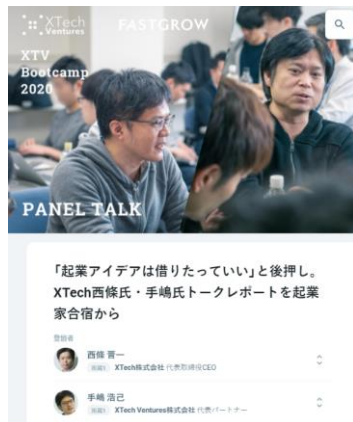 XTech
Ventures
FASTGROW
XTV
Bootcamp
2020
PANEL TALK
「起業アイデアは借りたっていい」と後押し。
XTech西條氏・手嶋氏トークレポートを起業
家合宿から
登壇者
西條 晋一
XTech株式会社 代表取締役CEO
手嶋 浩己
XTech Ventures株式会社 代表パートナー